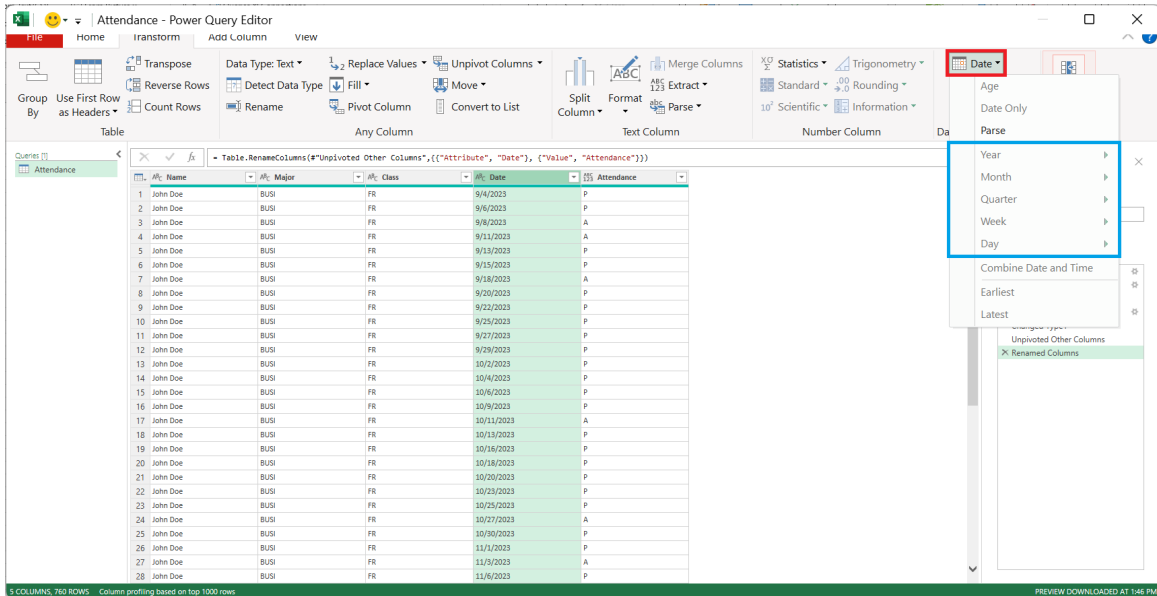 Attendance - Power Query Editor
File Home Transform Add Column View
Transpose Data Type: Text 1→2 Replace Values Unpivot Columns Merge Columns XO Σ Statistics Trigonometry Date
Reverse Rows Detect Data Type Fill Move ABC ABC 123 Extract Standard .00 →.0 Rounding
Group By Use First Row as Headers Count Rows Rename Pivot Column Convert to List Split Column Format abc Parse 10² Scientific Information
Table Any Column Text Column Number Column Da
Age
Date Only
Parse
Year
Month
Quarter
Week
Day
Combine Date and Time
Earliest
Latest
Queries [1]
Attendance
fx = Table.RenameColumns(#"Unpivoted Other Columns",{{"Attribute", "Date"}, {"Value", "Attendance"}})
Name Major Class Date Attendance
1 John Doe BUSI FR 9/4/2023 P
2 John Doe BUSI FR 9/6/2023 P
3 John Doe BUSI FR 9/8/2023 A
4 John Doe BUSI FR 9/11/2023 A
5 John Doe BUSI FR 9/13/2023 P
6 John Doe BUSI FR 9/15/2023 P
7 John Doe BUSI FR 9/18/2023 A
8 John Doe BUSI FR 9/20/2023 P
9 John Doe BUSI FR 9/22/2023 P
10 John Doe BUSI FR 9/25/2023 P
11 John Doe BUSI FR 9/27/2023 P
12 John Doe BUSI FR 9/29/2023 P
13 John Doe BUSI FR 10/2/2023 P
14 John Doe BUSI FR 10/4/2023 P
15 John Doe BUSI FR 10/6/2023 P
16 John Doe BUSI FR 10/9/2023 P
17 John Doe BUSI FR 10/11/2023 A
18 John Doe BUSI FR 10/13/2023 P
19 John Doe BUSI FR 10/16/2023 P
20 John Doe BUSI FR 10/18/2023 P
21 John Doe BUSI FR 10/20/2023 P
22 John Doe BUSI FR 10/23/2023 P
23 John Doe BUSI FR 10/25/2023 P
24 John Doe BUSI FR 10/27/2023 A
25 John Doe BUSI FR 10/30/2023 P
26 John Doe BUSI FR 11/1/2023 P
27 John Doe BUSI FR 11/3/2023 A
28 John Doe BUSI FR 11/6/2023 P
Unpivoted Other Columns
Renamed Columns
5 COLUMNS, 760 ROWS Column profiling based on top 1000 rows PREVIEW DOWNLOADED AT 1:46 PM